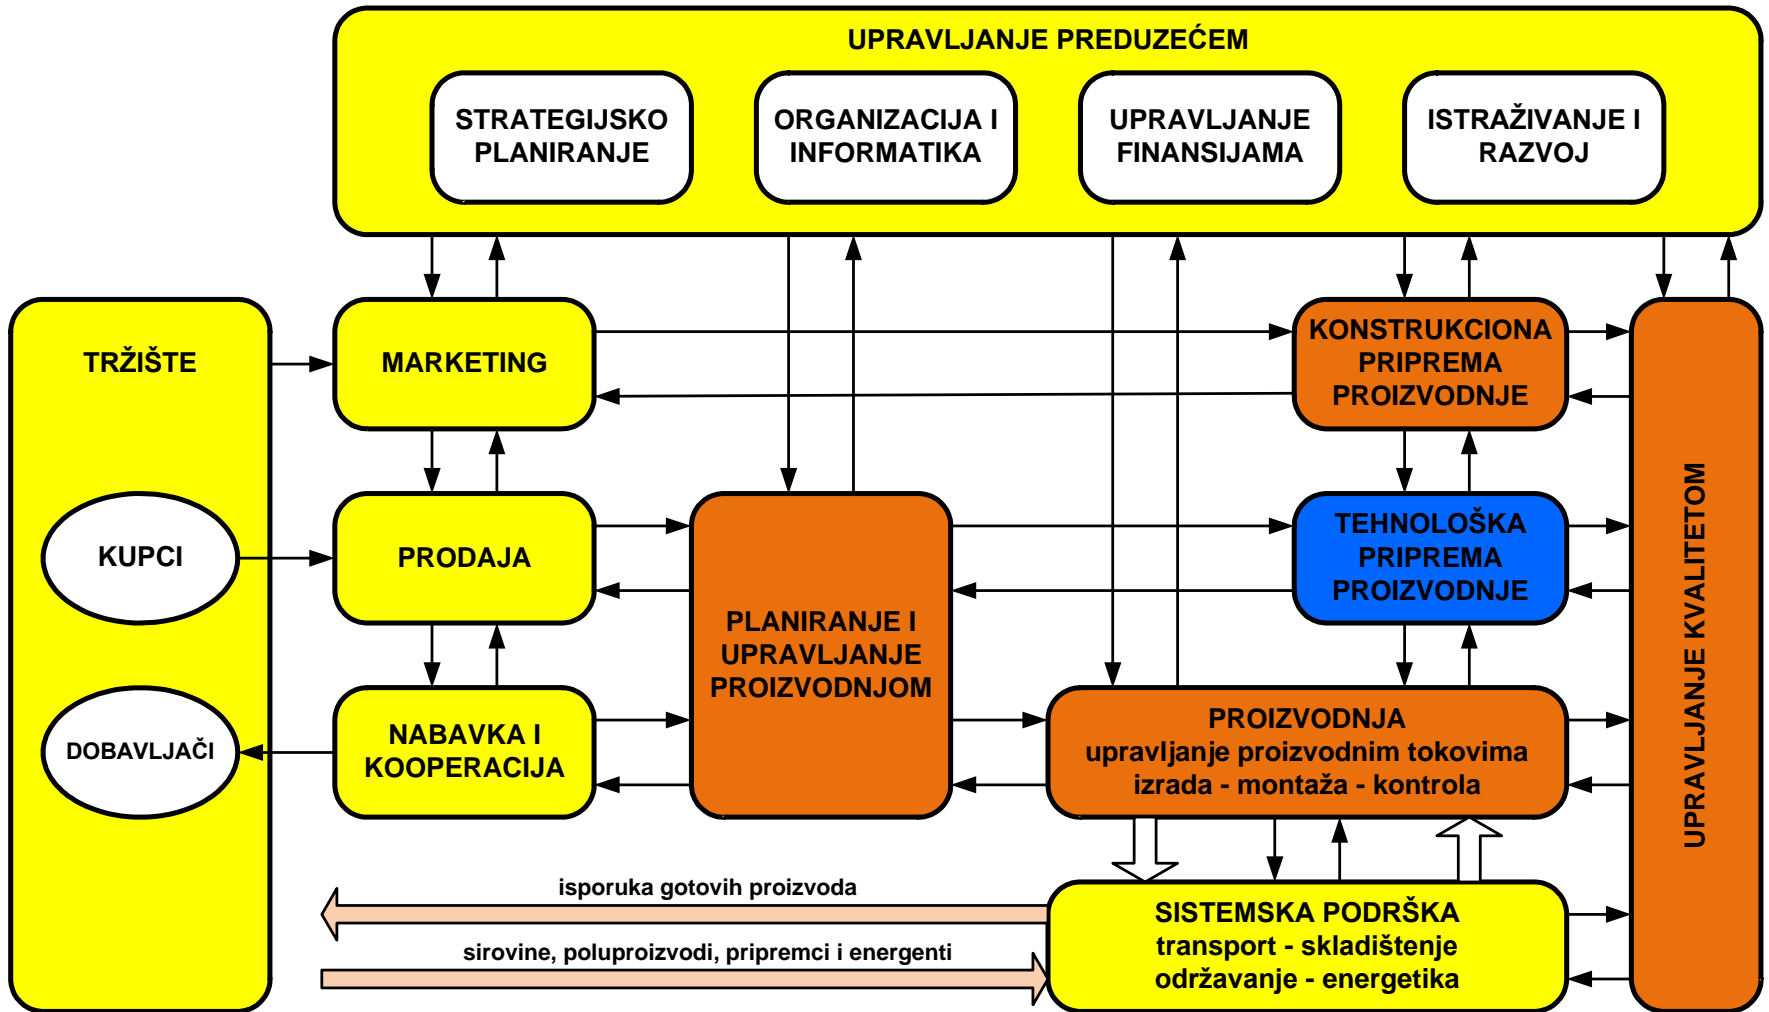 UPRAVLJANJE PREDUZEĆEM
STRATEGIJSKO
PLANIRANJE
ORGANIZACIJA I
INFORMATIKA
UPRAVLJANJE
FINANSIJAMA
ISTRAŽIVANJE I
RAZVOJ
TRŽIŠTE
MARKETING
KONSTRUKCIONA
PRIPREMA
PROIZVODNJE
KUPCI
PRODAJA
TEHNOLOŠKA
PRIPREMA
PROIZVODNJE
PLANIRANJE I
UPRAVLJANJE
PROIZVODNJOM
UPRAVLJANJE KVALITETOM
DOBAVLJAČI
NABAVKA I
KOOPERACIJA
PROIZVODNJA
upravljanje proizvodnim tokovima
izrada - montaža - kontrola
isporuka gotovih proizvoda
sirovine, poluproizvodi, pripremci i energenti
SISTEMSKA PODRŠKA
transport - skladištenje
održavanje - energetika